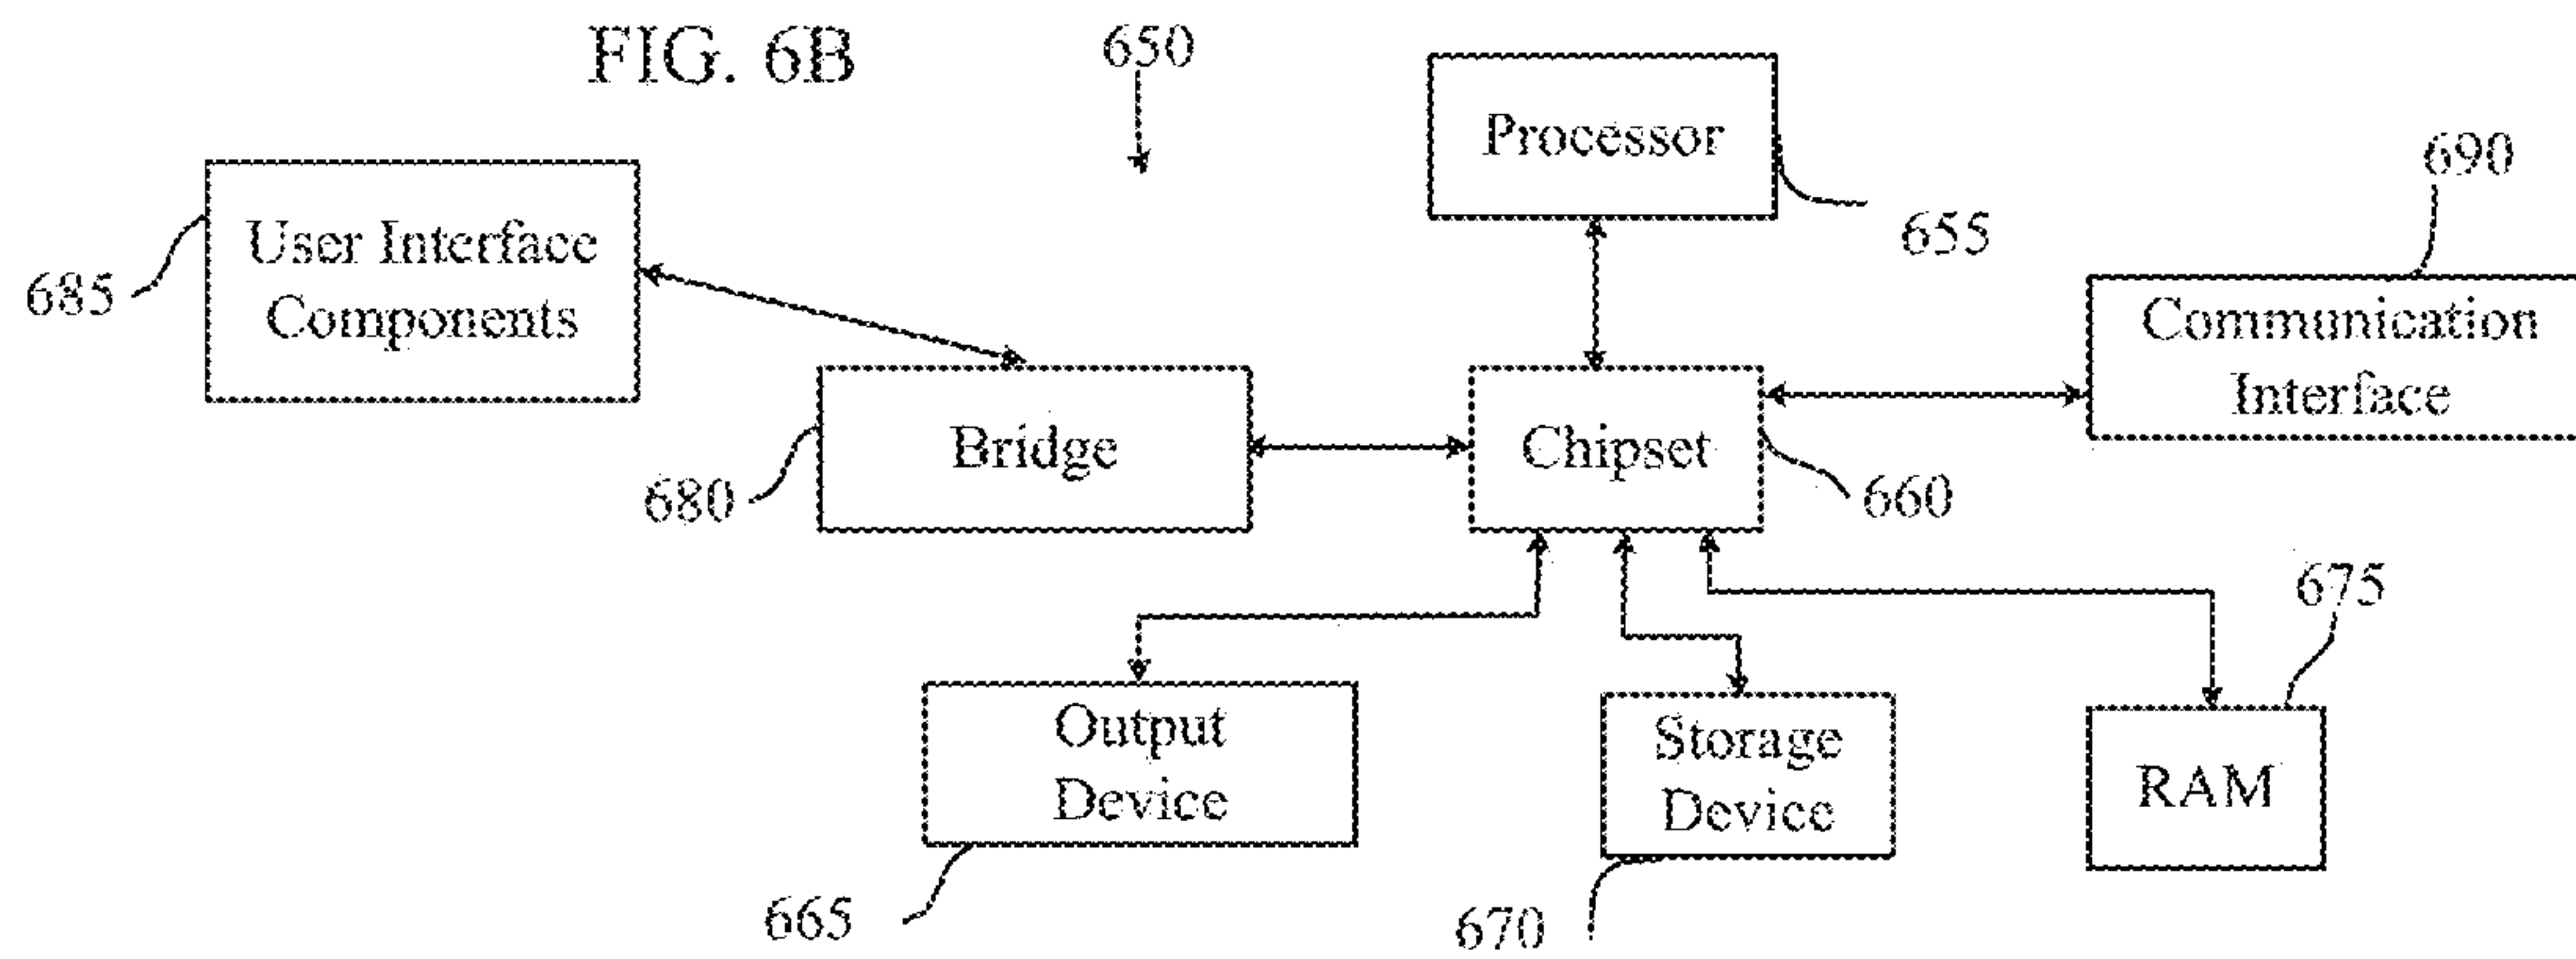 FIG. 6B
650
Processor
690
655
User Interface
Components
685
Communication
Interface
Bridge
Chipset
680
660
675
Output
Device
Storage
Device
RAM
665
670